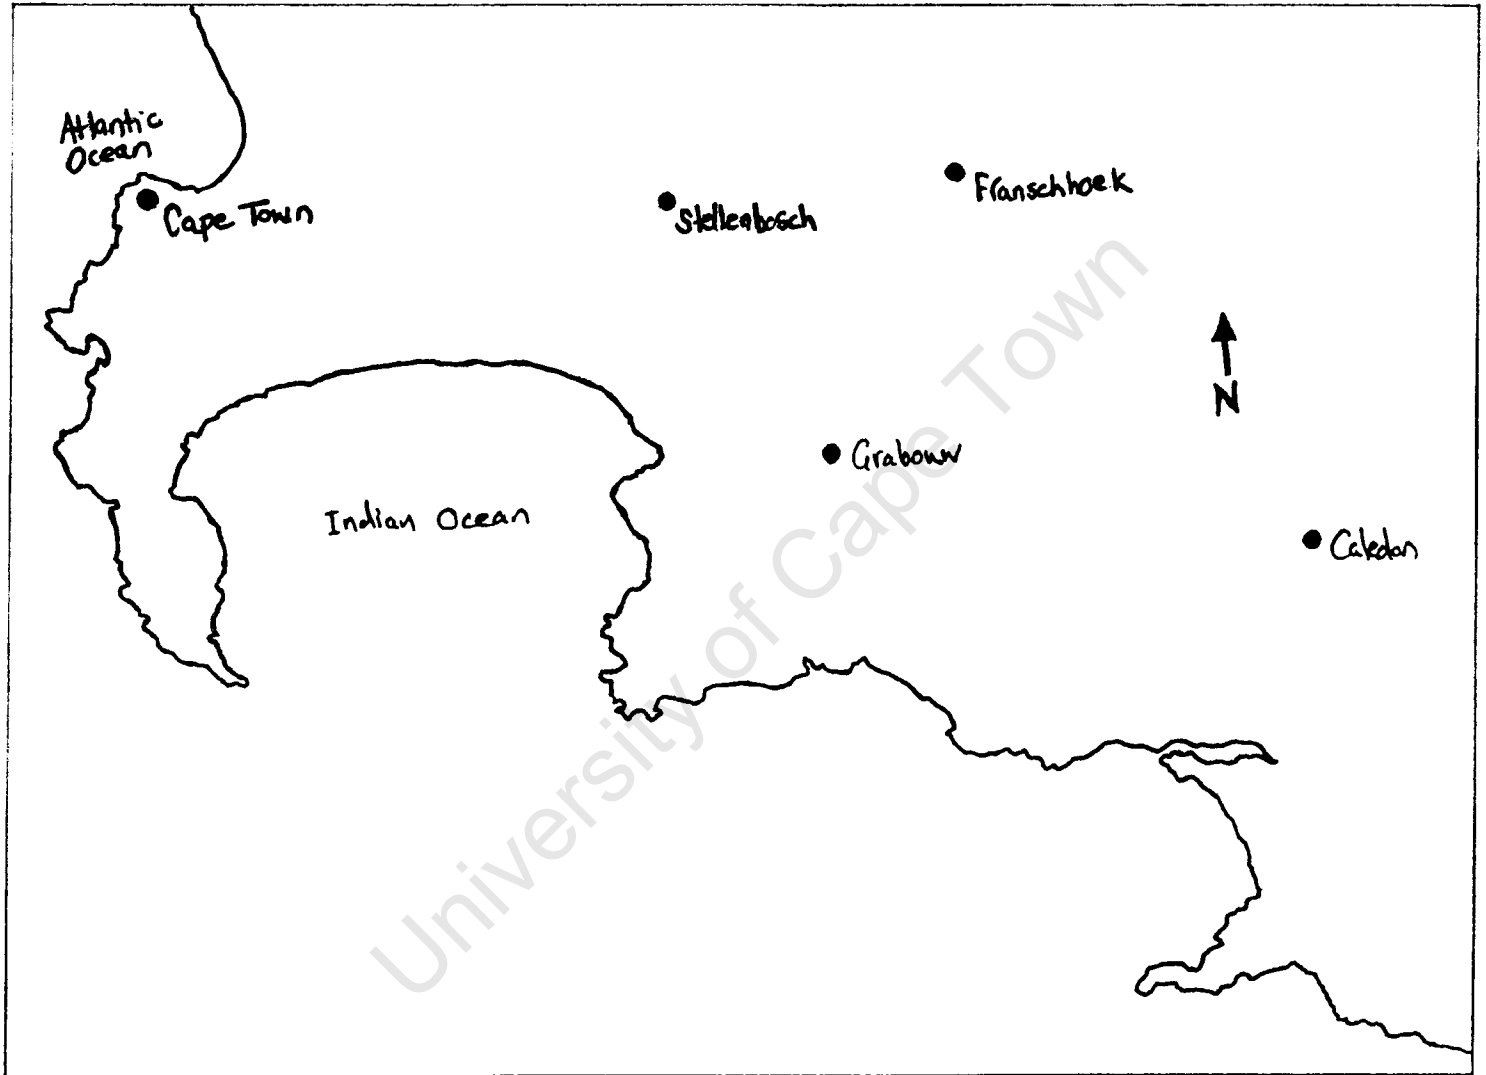 Atlantic
Ocean
Cape Town
Stellenbosch
Franschhoek
N
Grabouw
Indian Ocean
Caledon
University of Cape Town